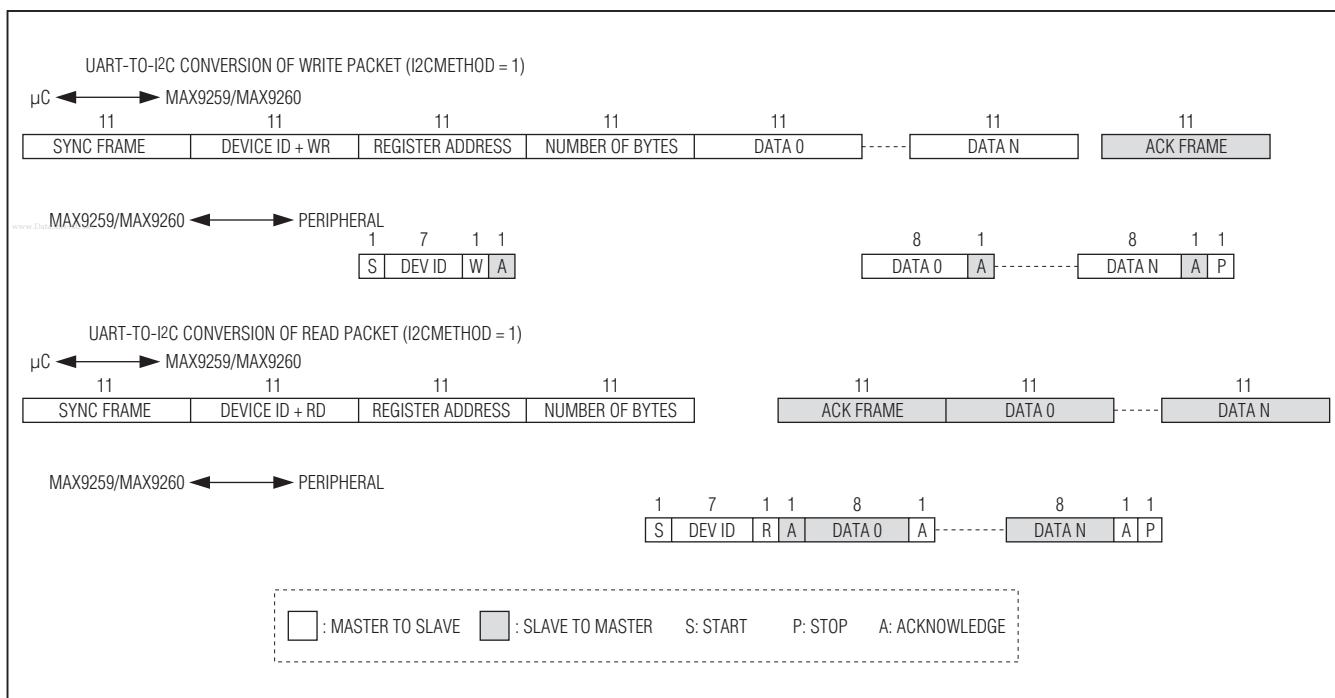 UART-TO-I2C CONVERSION OF WRITE PACKET (I2CMETHOD = 1)
µC MAX9259/MAX9260
11 11 11 11 11 11 11
SYNC FRAME DEVICE ID + WR REGISTER ADDRESS NUMBER OF BYTES DATA 0 DATA N ACK FRAME
MAX9259/MAX9260 PERIPHERAL
1 7 1 1 8 1 8 1 1
S DEV ID W A DATA 0 A DATA N A P
UART-TO-I2C CONVERSION OF READ PACKET (I2CMETHOD = 1)
µC MAX9259/MAX9260
11 11 11 11 11 11 11
SYNC FRAME DEVICE ID + RD REGISTER ADDRESS NUMBER OF BYTES ACK FRAME DATA 0 DATA N
MAX9259/MAX9260 PERIPHERAL
1 7 1 1 8 1 8 1 1
S DEV ID R A DATA 0 A DATA N A P
: MASTER TO SLAVE : SLAVE TO MASTER S: START P: STOP A: ACKNOWLEDGE